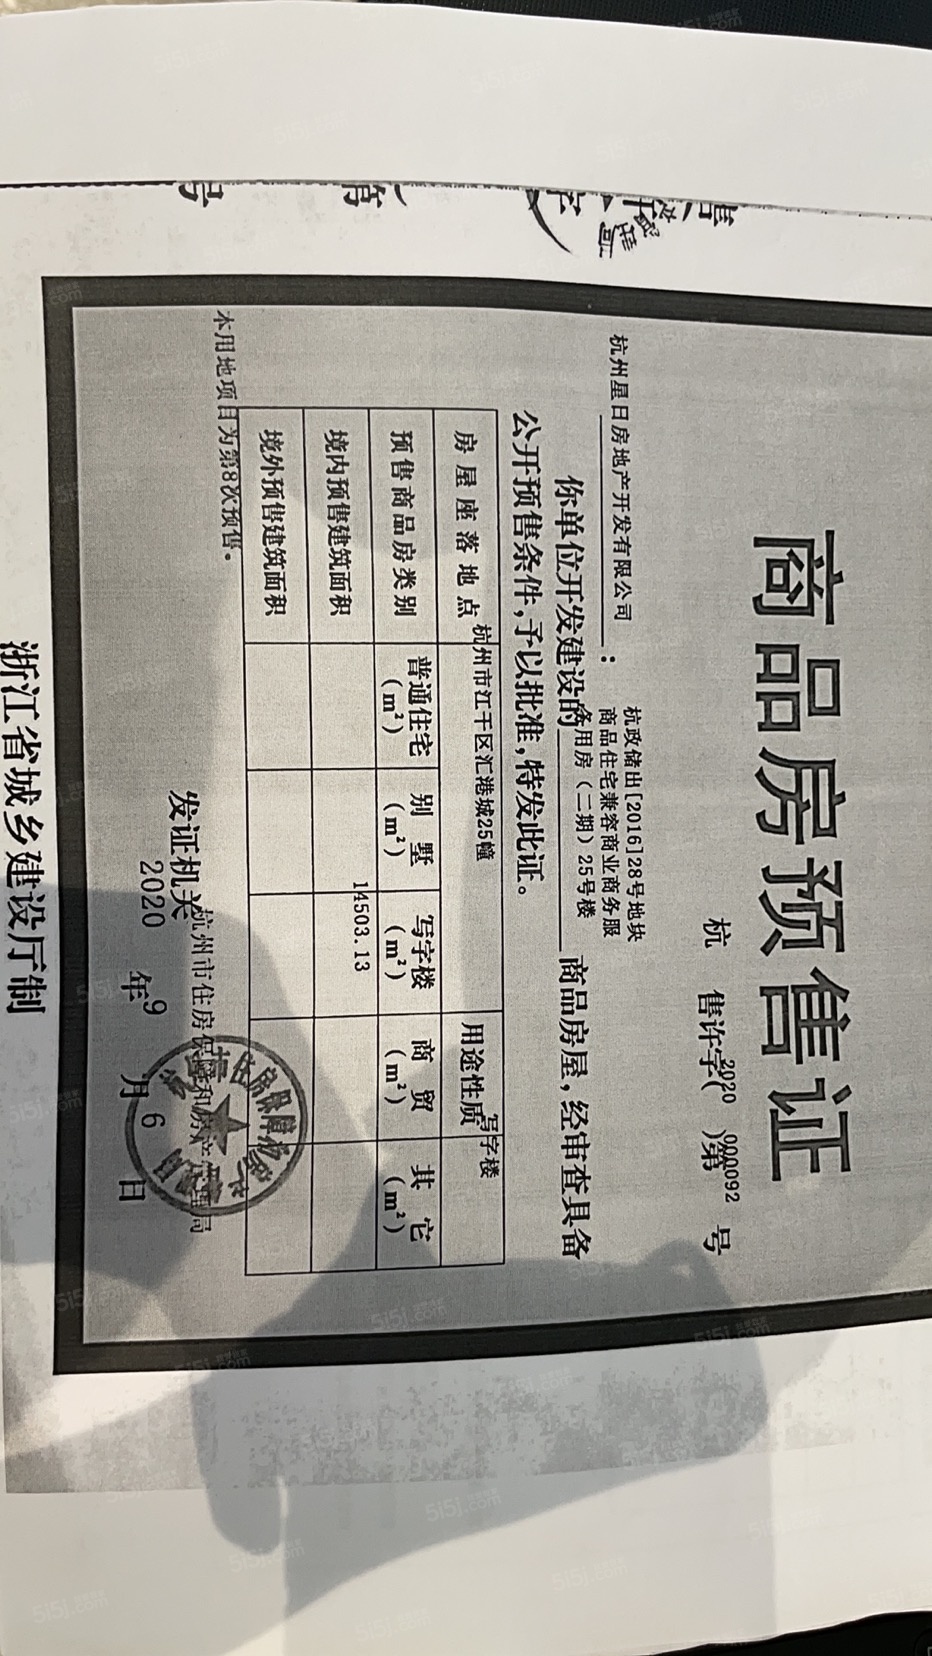 商品房预售证
杭 售许字(2020)第000092号
杭州星日房地产开发有限公司：
杭政储出[2016]28号地块
商品住宅兼容商业商务服
务用房（二期）25号楼
你单位开发建设的 商品房屋，经审查具备
公开预售条件，予以批准，特发此证。
房屋座落地点 杭州市江干区汇港城25幢 用途性质 写字楼
预售商品房类别 普通住宅（m²） 别墅（m²） 写字楼（m²） 商贸（m²） 其它（m²）
境内预售建筑面积 14503.13
境外预售建筑面积
本用地项目为第8次预售。
发证机关 杭州市住房保障和房产管理局
2020年9月6日
浙江省城乡建设厅制
5i5j.com